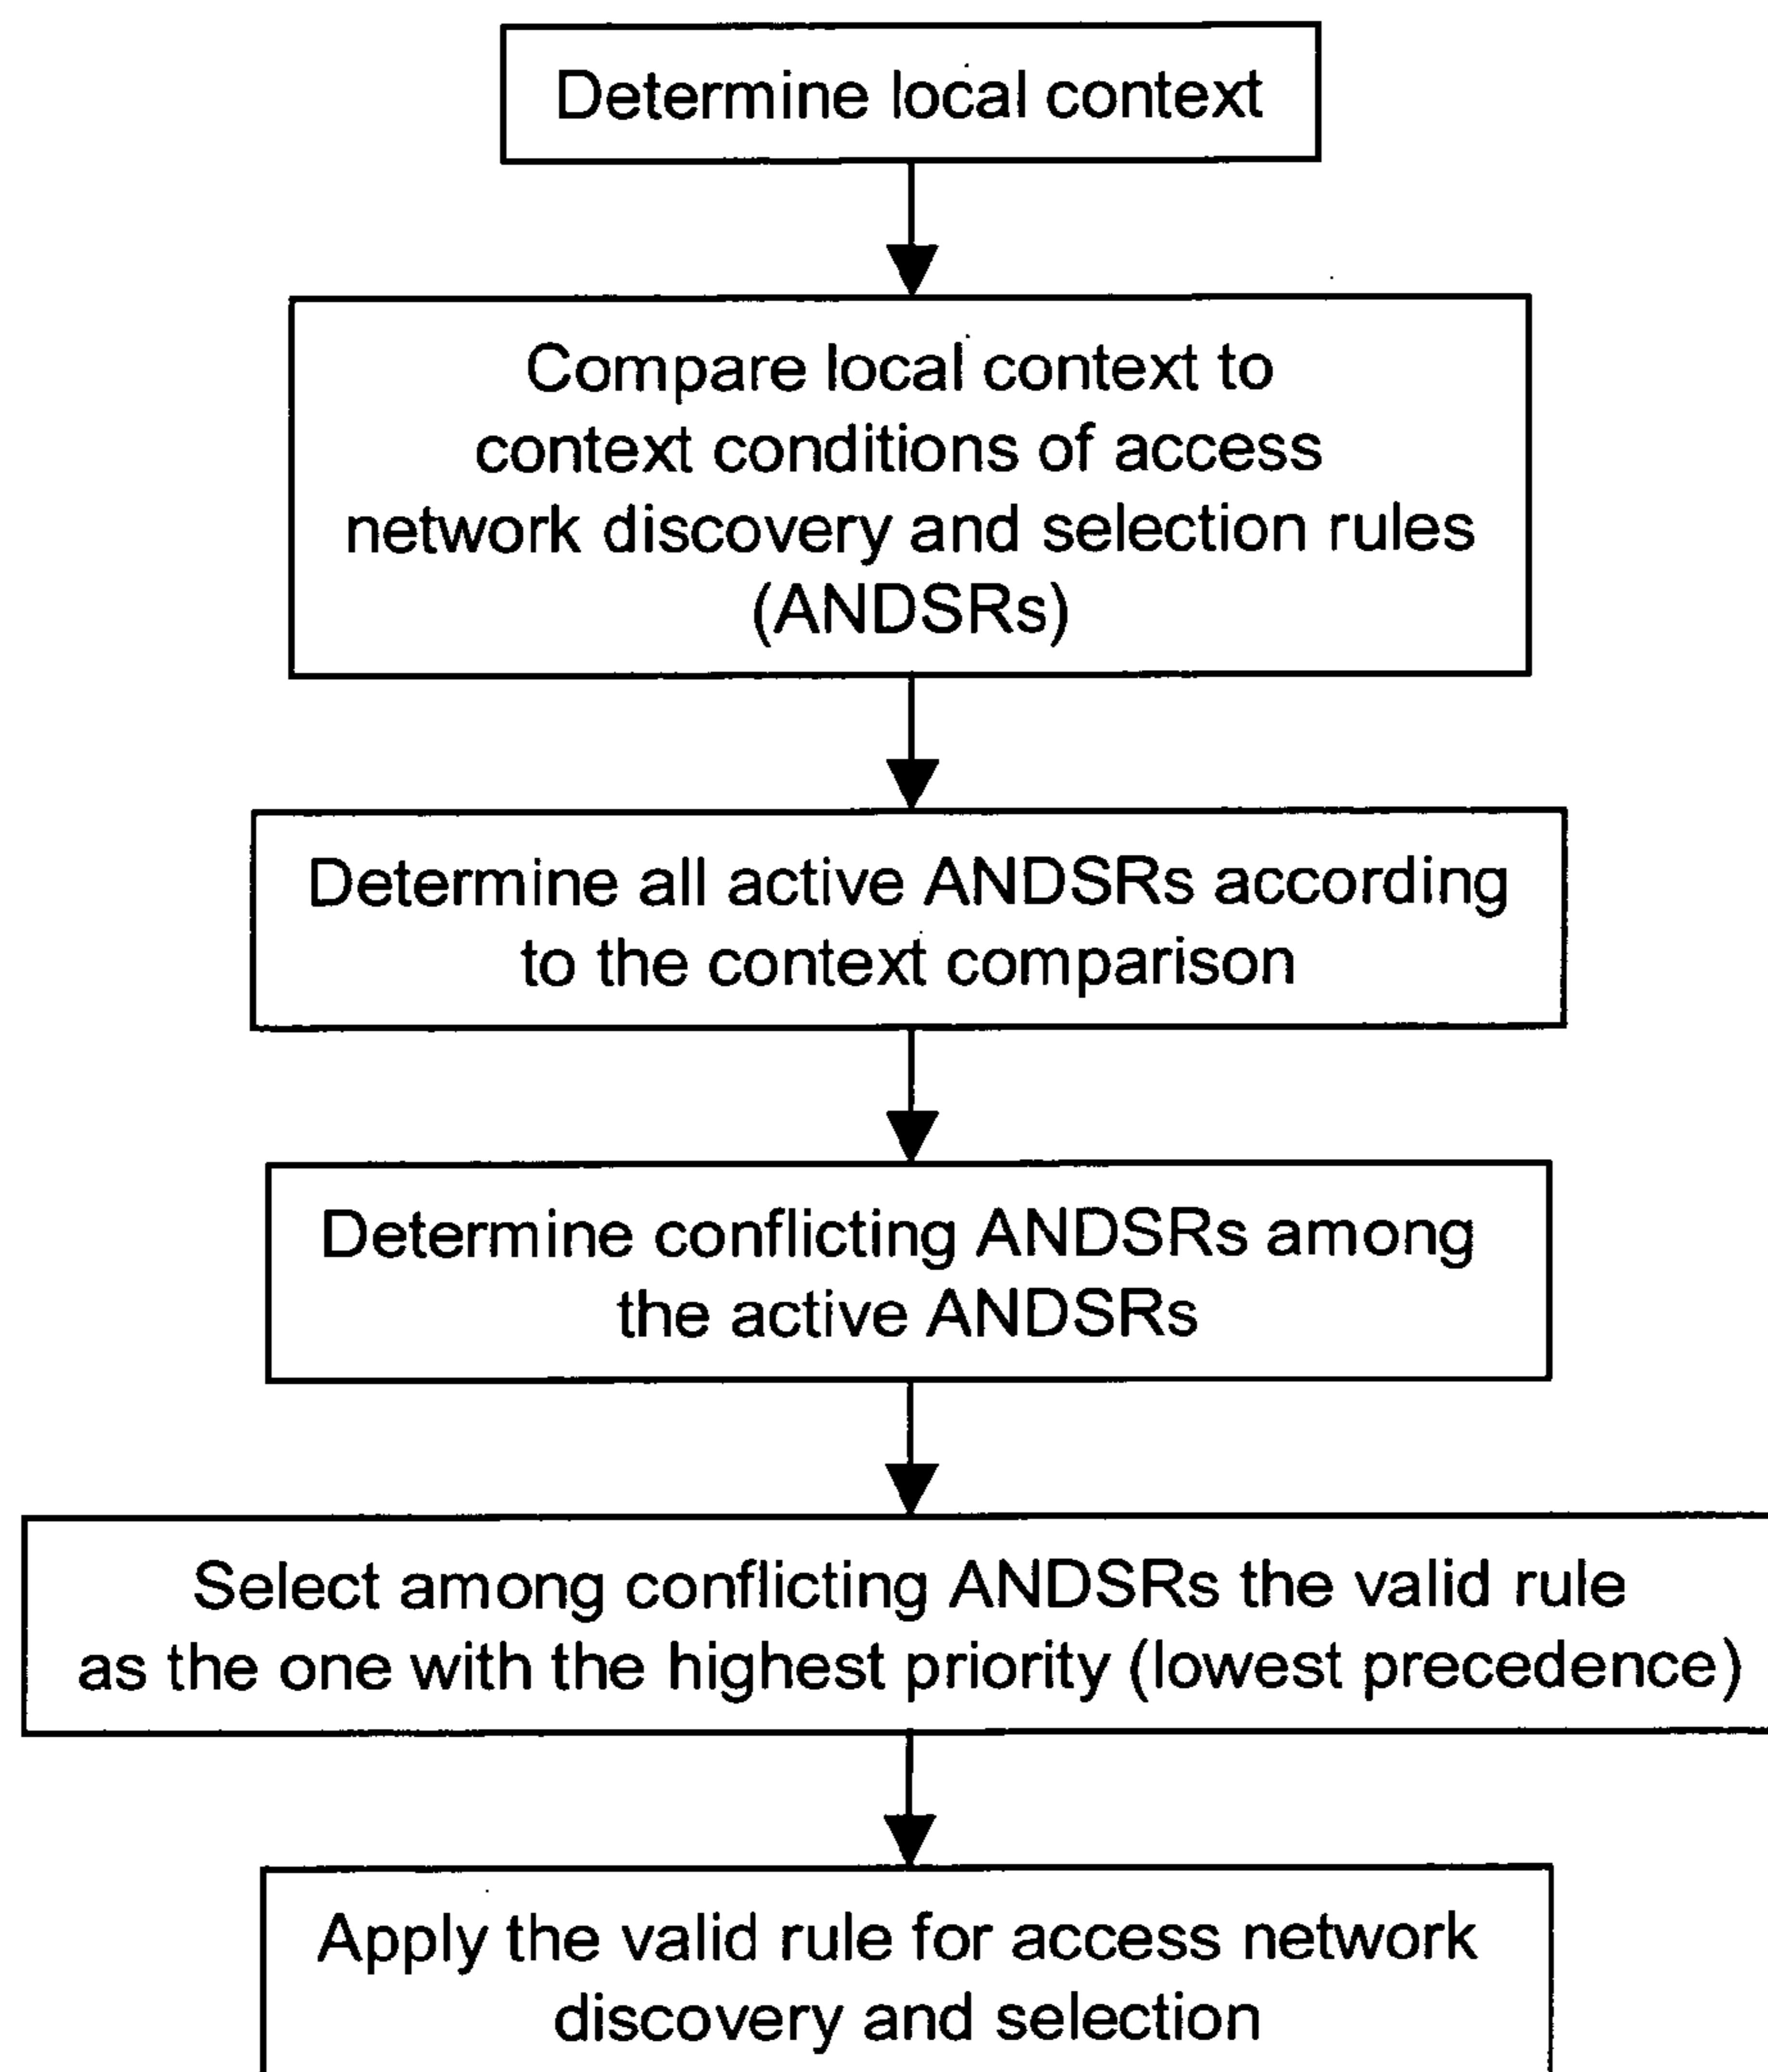 Determine local context
Compare local context to
context conditions of access
network discovery and selection rules
(ANDSRs)
Determine all active ANDSRs according
to the context comparison
Determine conflicting ANDSRs among
the active ANDSRs
Select among conflicting ANDSRs the valid rule
as the one with the highest priority (lowest precedence)
Apply the valid rule for access network
discovery and selection